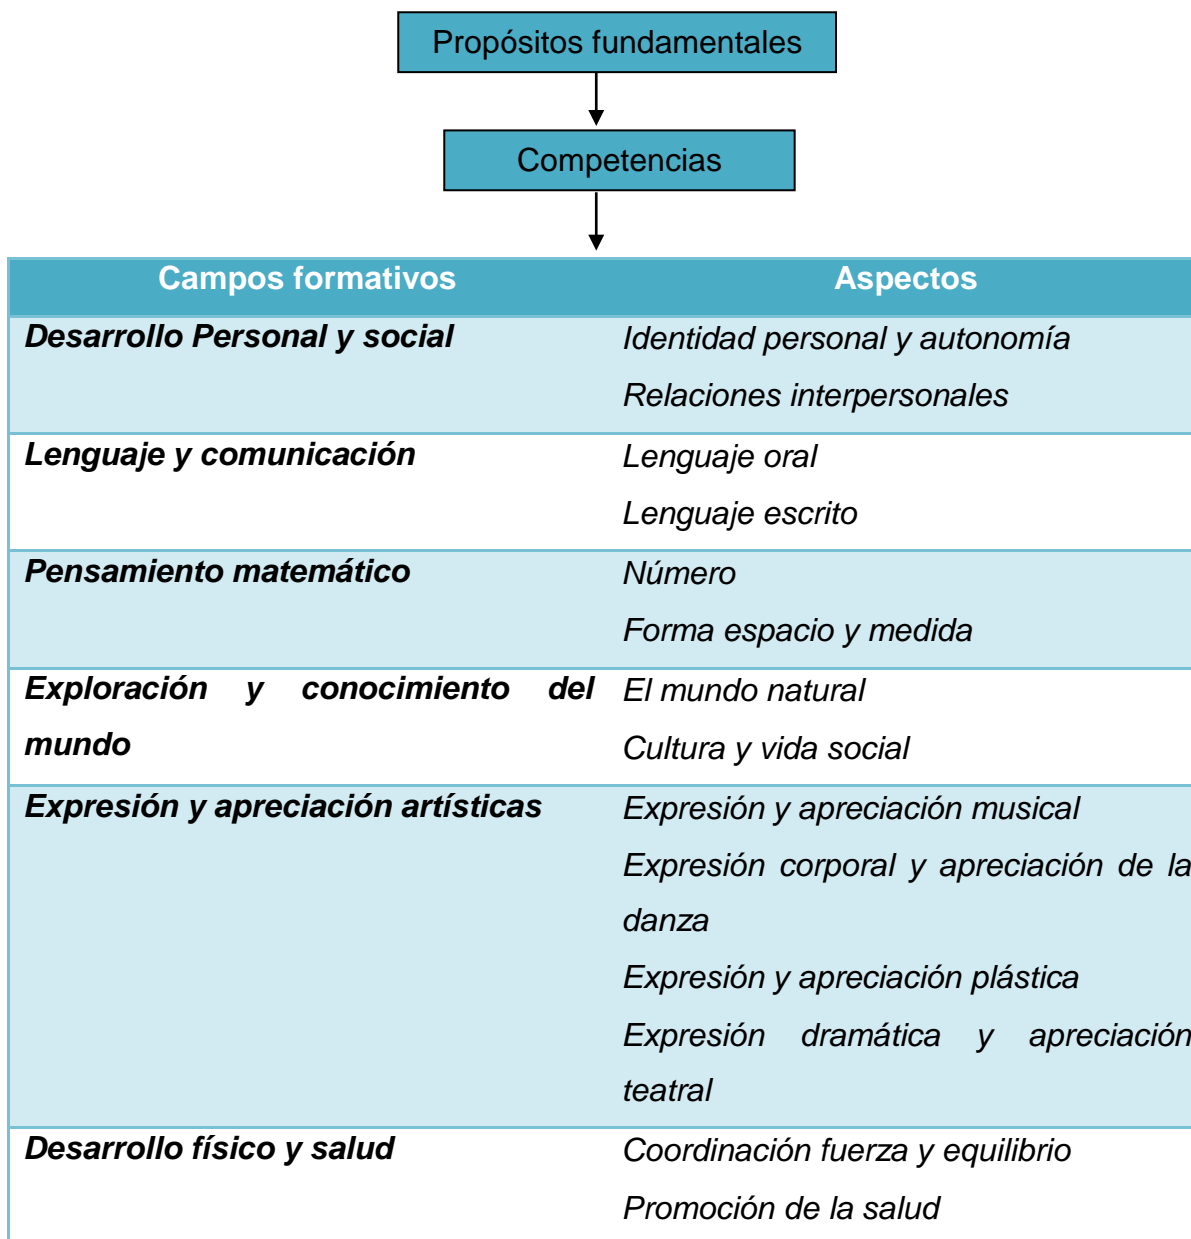 Propósitos fundamentales
Competencias
Campos formativos
Aspectos
Desarrollo Personal y social
Identidad personal y autonomía
Relaciones interpersonales
Lenguaje y comunicación
Lenguaje oral
Lenguaje escrito
Pensamiento matemático
Número
Forma espacio y medida
Exploración y conocimiento del
mundo
El mundo natural
Cultura y vida social
Expresión y apreciación artísticas
Expresión y apreciación musical
Expresión corporal y apreciación de la
danza
Expresión y apreciación plástica
Expresión dramática y apreciación
teatral
Desarrollo físico y salud
Coordinación fuerza y equilibrio
Promoción de la salud